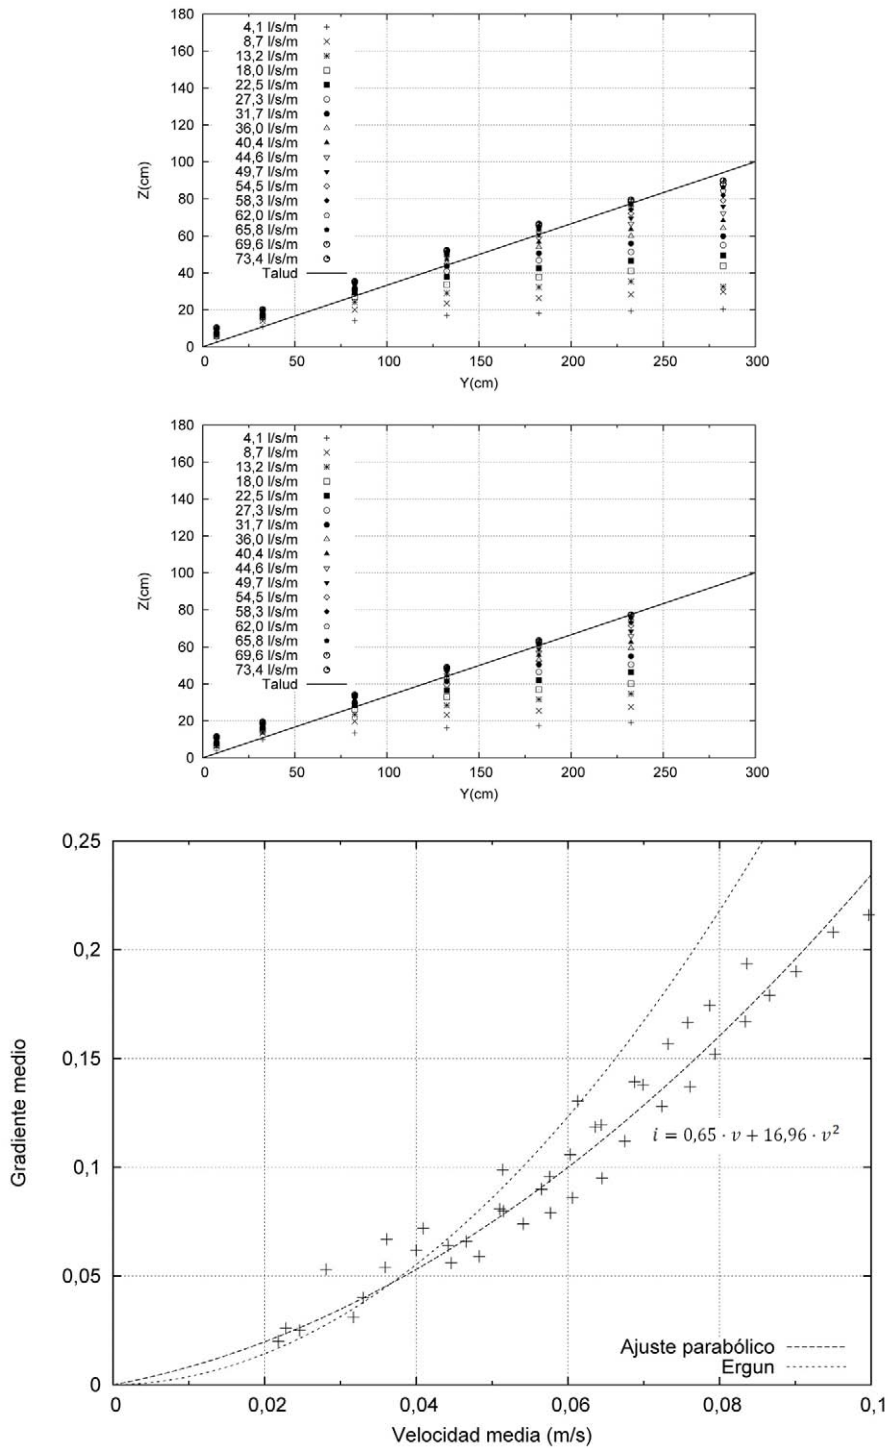 180
160
140
120
100
80
60
40
20
0
Z(cm)
4,1 l/s/m
8,7 l/s/m
13,2 l/s/m
18,0 l/s/m
22,5 l/s/m
27,3 l/s/m
31,7 l/s/m
36,0 l/s/m
40,4 l/s/m
44,6 l/s/m
49,7 l/s/m
54,5 l/s/m
58,3 l/s/m
62,0 l/s/m
65,8 l/s/m
69,6 l/s/m
73,4 l/s/m
Talud
0 50 100 150 200 250 300
Y(cm)
180
160
140
120
100
80
60
40
20
0
Z(cm)
4,1 l/s/m
8,7 l/s/m
13,2 l/s/m
18,0 l/s/m
22,5 l/s/m
27,3 l/s/m
31,7 l/s/m
36,0 l/s/m
40,4 l/s/m
44,6 l/s/m
49,7 l/s/m
54,5 l/s/m
58,3 l/s/m
62,0 l/s/m
65,8 l/s/m
69,6 l/s/m
73,4 l/s/m
Talud
0 50 100 150 200 250 300
Y(cm)
0,25
0,2
0,15
0,1
0,05
0
Gradiente medio
i = 0,65 · v + 16,96 · v²
Ajuste parabólico
Ergun
0 0,02 0,04 0,06 0,08 0,1
Velocidad media (m/s)